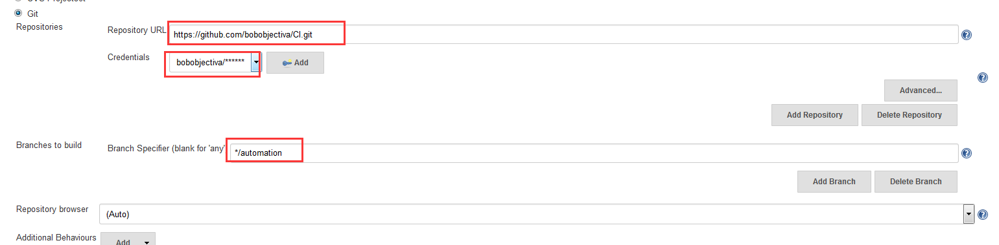 Git
Repositories
Repository URL https://github.com/bobobjectiva/CI.git
Credentials bobobjectiva/****** Add
Advanced...
Add Repository Delete Repository
Branches to build
Branch Specifier (blank for 'any' */automation
Add Branch Delete Branch
Repository browser (Auto)
Additional Behaviours Add